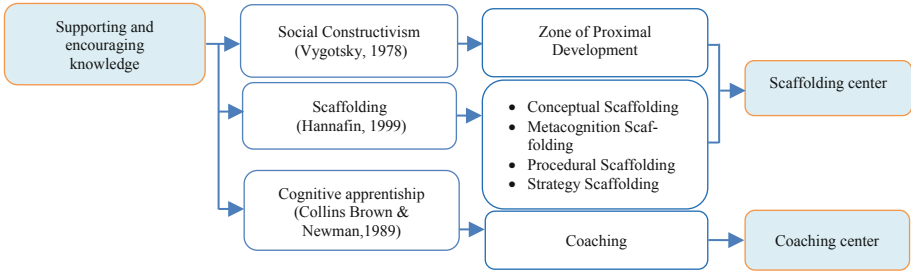 Supporting and
encouraging
knowledge
Social Constructivism
(Vygotsky, 1978)
Zone of Proximal
Development
Scaffolding
(Hannafin, 1999)
• Conceptual Scaffolding
• Metacognition Scaf-
folding
• Procedural Scaffolding
• Strategy Scaffolding
Scaffolding center
Cognitive apprentiship
(Collins Brown &
Newman,1989)
Coaching
Coaching center